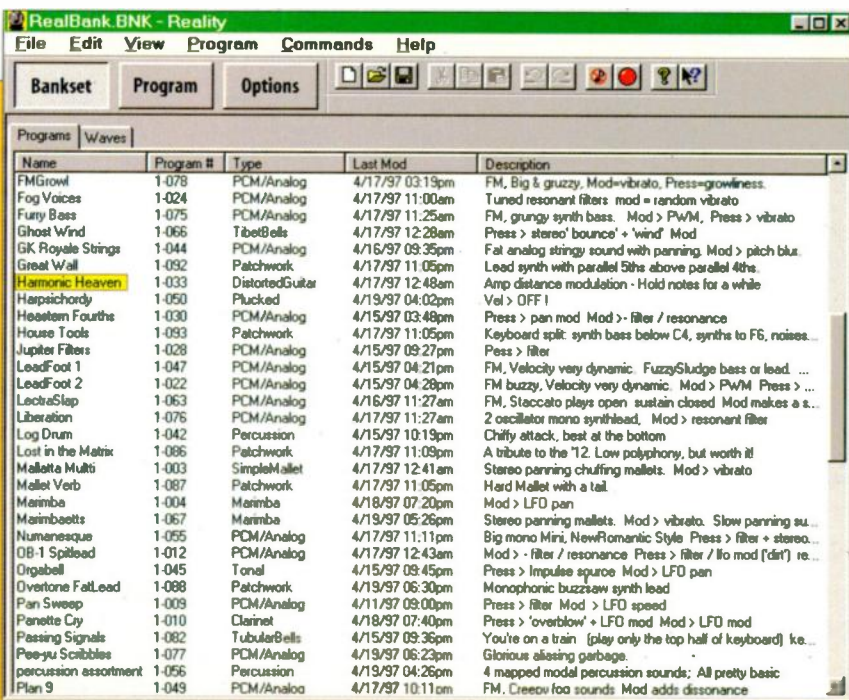 RealBank.BNK - Reality
File Edit View Program Commands Help
Bankset Program Options
Programs Waves
Name Program # Type Last Mod Description
FMGrowl 1-078 PCM/Analog 4/17/97 03:19pm FM, Big & gruzzy, Mod=vibrato, Press=growliness.
Fog Voices 1-024 PCM/Analog 4/17/97 11:00am Tuned resonant filters mod = random vibrato
Furry Bass 1-075 PCM/Analog 4/17/97 11:25am FM, grungy synth bass. Mod > PWM, Press > vibrato
Ghost Wind 1-066 TibetBells 4/17/97 12:28am Press > stereo' bounce' + 'wind' Mod
GK Royale Strings 1-044 PCM/Analog 4/16/97 09:35pm Fat analog stringy sound with panning. Mod > pitch blur.
Great Wall 1-092 Patchwork 4/17/97 11:05pm Lead synth with parallel 5ths above parallel 4ths.
Harmonic Heaven 1-033 DistortedGuitar 4/17/97 12:48am Amp distance modulation - Hold notes for a while
Harpsichordy 1-050 Plucked 4/19/97 04:02pm Vel > OFF !
Heastern Fourths 1-030 PCM/Analog 4/15/97 03:48pm Press > pan mod Mod >- filter / resonance
House Tools 1-093 Patchwork 4/17/97 11:05pm Keyboard split: synth bass below C4, synths to F6, noises...
Jupiter Filters 1-028 PCM/Analog 4/15/97 09:27pm Pess > filter
LeadFoot 1 1-047 PCM/Analog 4/15/97 04:21pm FM, Velocity very dynamic. FuzzySludge bass or lead. ...
LeadFoot 2 1-022 PCM/Analog 4/15/97 04:28pm FM buzzy, Velocity very dynamic. Mod > PWM Press > ...
LectraSlap 1-063 PCM/Analog 4/16/97 11:27am FM, Staccato plays open sustain closed Mod makes a s...
Liberation 1-076 PCM/Analog 4/17/97 11:27am 2 oscillator mono synthlead, Mod > resonant filter
Log Drum 1-042 Percussion 4/15/97 10:19pm Chiffy attack, best at the bottom
Lost in the Matrix 1-086 Patchwork 4/17/97 11:09pm A tribute to the '12. Low polyphony, but worth it!
Malletta Multti 1-003 SimpleMallet 4/17/97 12:41am Stereo panning chuffing mallets. Mod > vibrato
Mallet Verb 1-087 Patchwork 4/17/97 11:05pm Hard Mallet with a tail.
Marimba 1-004 Marimba 4/18/97 07:20pm Mod > LFO pan
Marimbaetts 1-067 Marimba 4/19/97 05:26pm Stereo panning mallets. Mod > vibrato. Slow panning su...
Numanesque 1-055 PCM/Analog 4/17/97 11:11pm Big mono Mini, NewRomantic Style Press > filter + stereo...
OB-1 Spitlead 1-012 PCM/Analog 4/17/97 12:43am Mod > - filter / resonance Press > filter / lfo mod ('dirt') re...
Orgabell 1-045 Tonal 4/15/97 09:45pm Press > Impulse source Mod > LFO pan
Overtone FatLead 1-088 Patchwork 4/19/97 06:30pm Monophonic buzzsaw synth lead
Pan Sweep 1-009 PCM/Analog 4/11/97 09:00pm Press > filter Mod > LFO speed
Panette Cry 1-010 Clarinet 4/18/97 07:40pm Press > 'overblow' + LFO mod Mod > LFO mod
Passing Signals 1-082 TubularBells 4/15/97 09:36pm You're on a train (play only the top half of keyboard) ke...
Pee-yu Scribbles 1-077 PCM/Analog 4/19/97 06:23pm Glorious aliasing garbage.
percussion assortment 1-056 Percussion 4/19/97 04:26pm 4 mapped modal percussion sounds; All pretty basic
Plan 9 1-049 PCM/Analog 4/17/97 10:11pm FM, Creepy fog sounds Mod adds dissonance